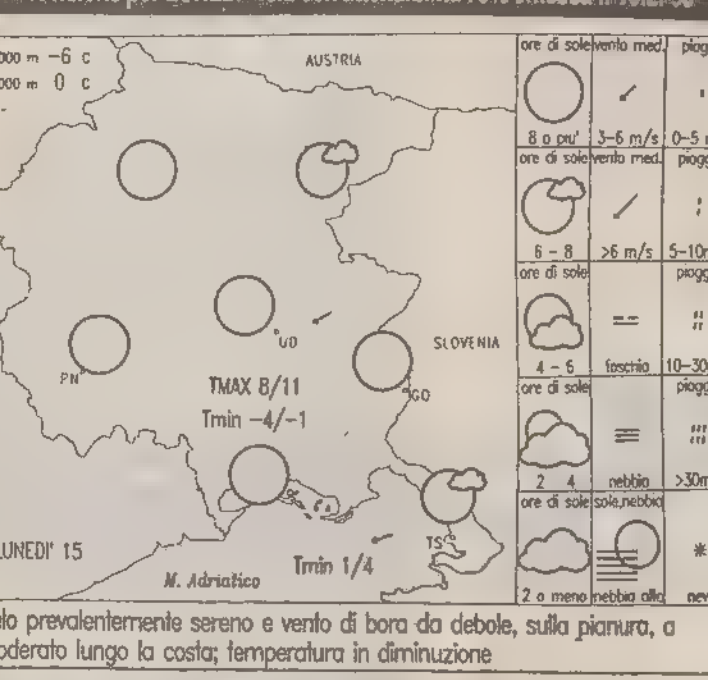 000 m -6 c
000 m 0 c
AUSTRIA
UD
SLOVENIA
PN
GO
TMAX 8/11
Tmin -4/-1
LUNEDI' 15
M. Adriatico
Tmin 1/4
TS
ore di sole vento med. piogg
8 o piu' 3-6 m/s 0-5 m
ore di sole vento med. piogg
6 - 8 >6 m/s 5-10m
ore di sole piogg
4 - 6 foschia 10-30
ore di sole piogg
2 4 nebbia >30m
ore di sole sole,nebbia
2 o meno nebbia alta nev
lo prevalentemente sereno e vento di bora da debole, sulla pianura, a
oderato lungo la costa; temperatura in diminuzione